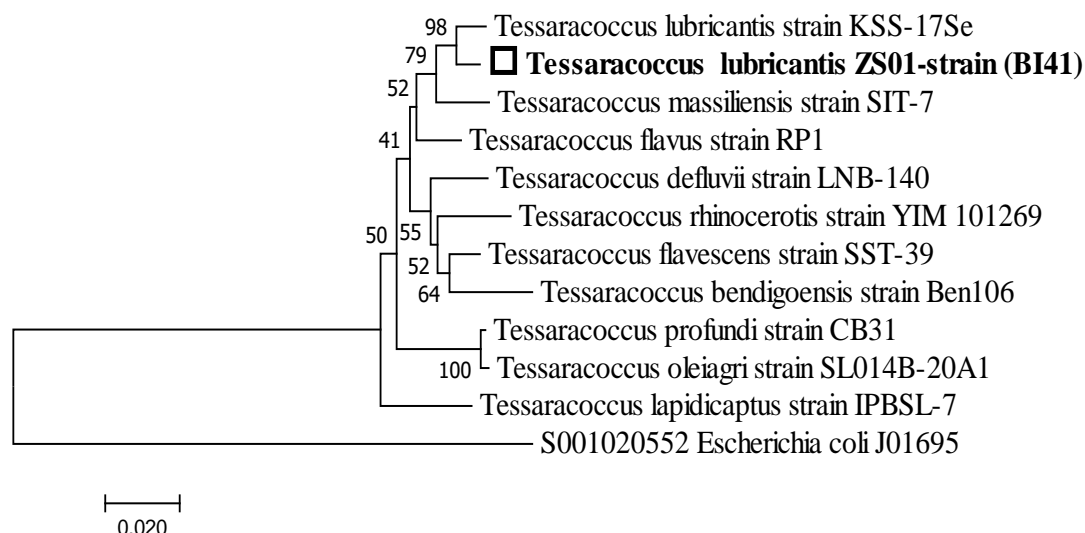 98
Tessaracoccus lubricantis strain KSS-17Se
79
Tessaracoccus lubricantis ZS01-strain (BI41)
52
Tessaracoccus massiliensis strain SIT-7
41
Tessaracoccus flavus strain RP1
Tessaracoccus defluvii strain LNB-140
50
55
Tessaracoccus rhinocerotis strain YIM 101269
52
Tessaracoccus flavescens strain SST-39
64
Tessaracoccus bendigoensis strain Ben106
Tessaracoccus profundi strain CB31
100
Tessaracoccus oleiagri strain SL014B-20A1
Tessaracoccus lapidicaptus strain IPBSL-7
S001020552 Escherichia coli J01695
0.020